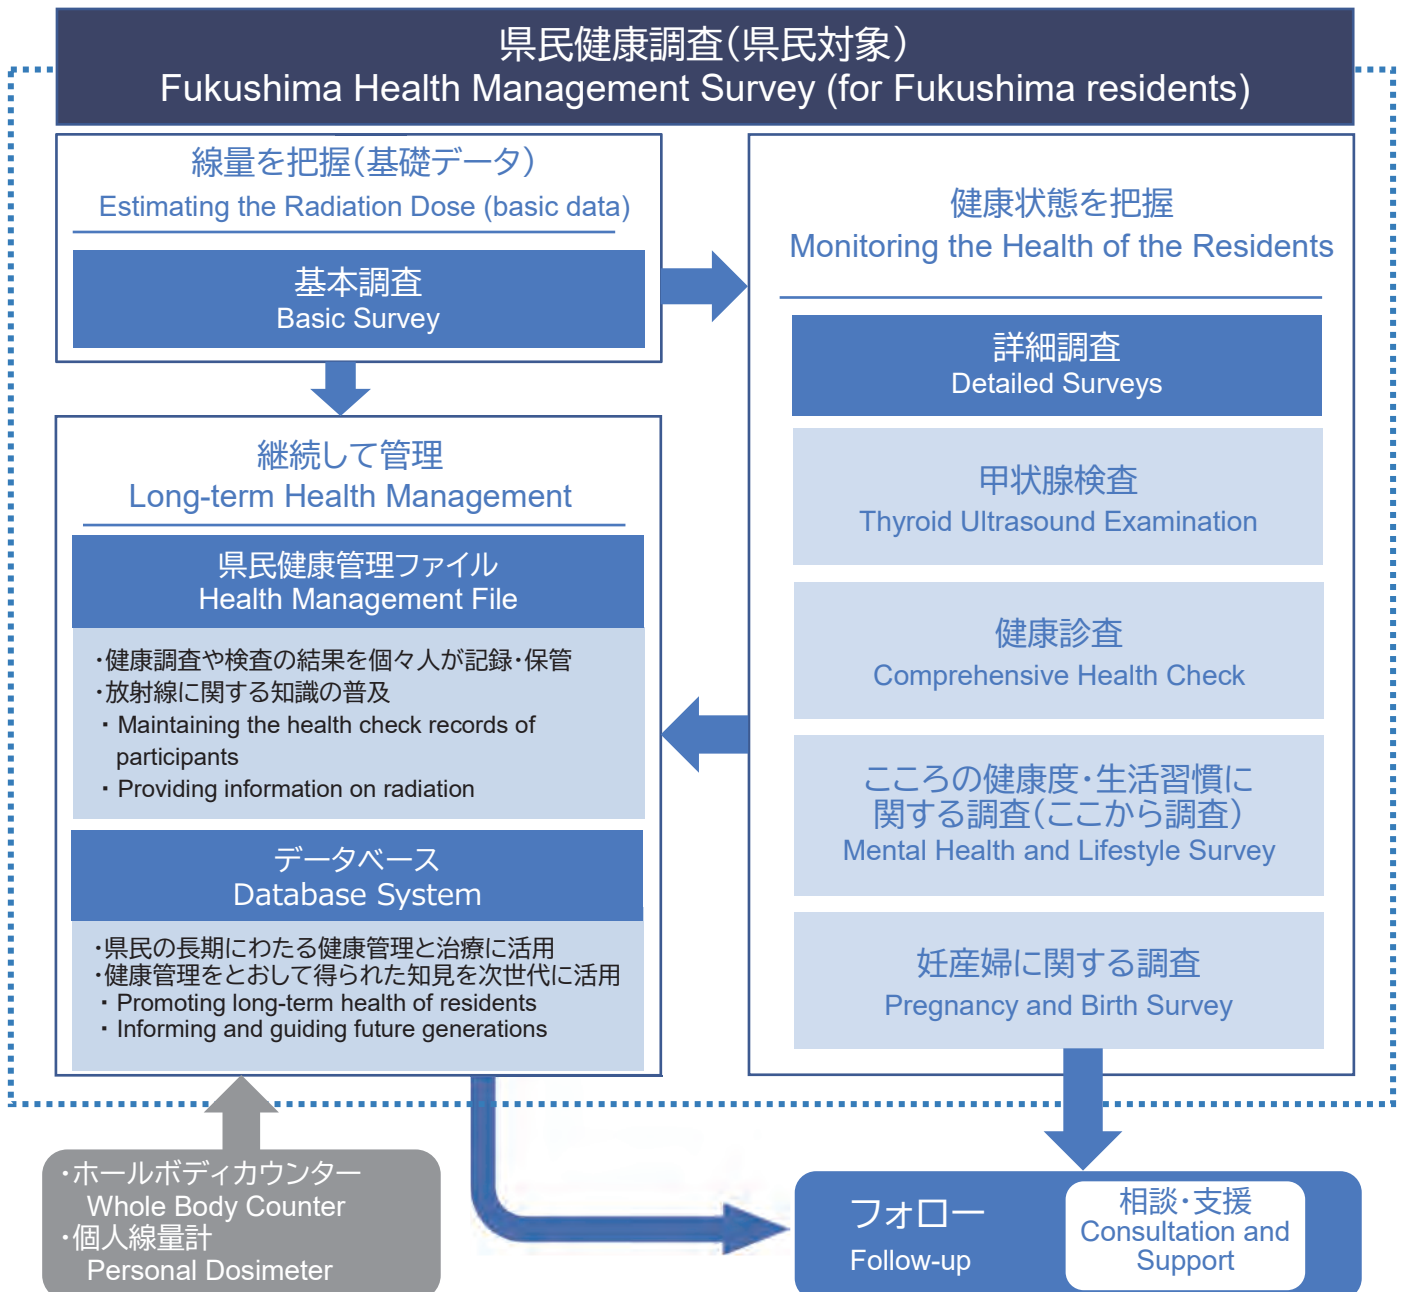 県民健康調査（県民対象）
Fukushima Health Management Survey (for Fukushima residents)
線量を把握（基礎データ）
Estimating the Radiation Dose (basic data)
基本調査
Basic Survey
継続して管理
Long-term Health Management
県民健康管理ファイル
Health Management File
・健康調査や検査の結果を個々人が記録・保管
・放射線に関する知識の普及
・Maintaining the health check records of
participants
・Providing information on radiation
データベース
Database System
・県民の長期にわたる健康管理と治療に活用
・健康管理をとおして得られた知見を次世代に活用
・Promoting long-term health of residents
・Informing and guiding future generations
健康状態を把握
Monitoring the Health of the Residents
詳細調査
Detailed Surveys
甲状腺検査
Thyroid Ultrasound Examination
健康診査
Comprehensive Health Check
こころの健康度・生活習慣に
関する調査（ここから調査）
Mental Health and Lifestyle Survey
妊産婦に関する調査
Pregnancy and Birth Survey
・ホールボディカウンター
Whole Body Counter
・個人線量計
Personal Dosimeter
フォロー
Follow-up
相談・支援
Consultation and
Support